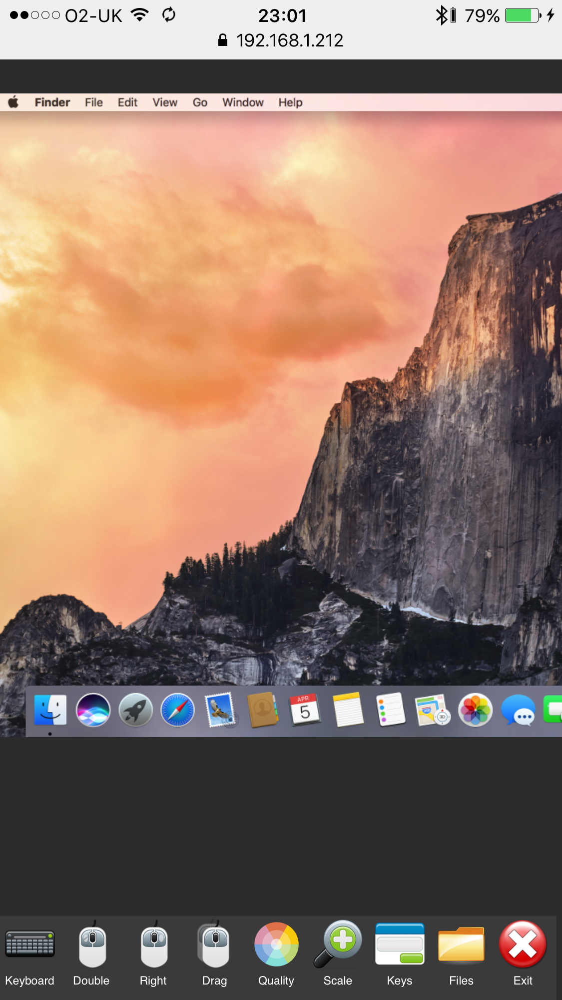 O2-UK 23:01 79%
192.168.1.212
Finder File Edit View Go Window Help
APR
5
3D
Keyboard Double Right Drag Quality Scale Keys Files Exit